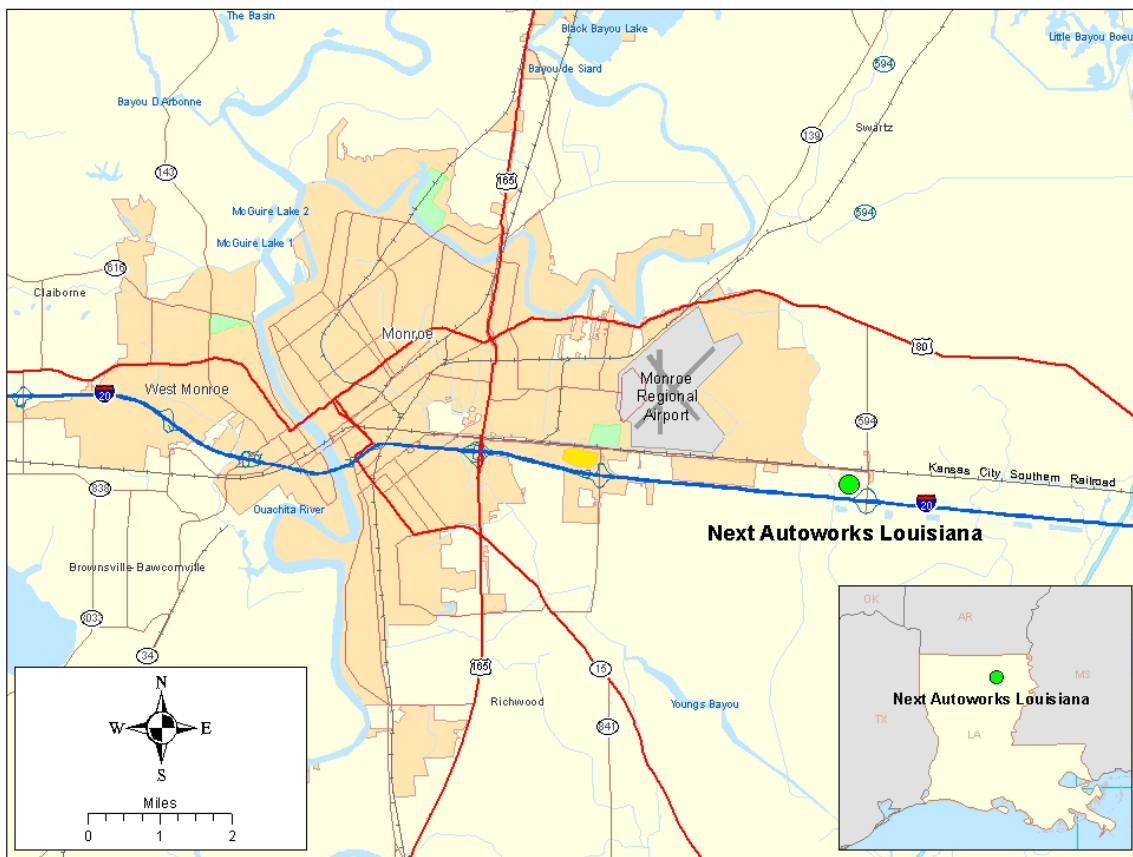 The Basin
Black Bayou Lake
Little Bayou Boeu
594
Bayou de Siard
Bayou D'Arbonne
139
Swartz
143
165
594
McGuire Lake 2
McGuire Lake 1
616
Claiborne
Monroe
80
West Monroe
20
Monroe
Regional
Airport
594
Kansas City Southern Railroad
838
20
Ouachita River
Next Autoworks Louisiana
Brownsville-Bawcomville
3033
34
165
15
Richwood
Youngs Bayou
841
N
W
E
S
Miles
0
1
2
OK
AR
MS
Next Autoworks Louisiana
TX
LA